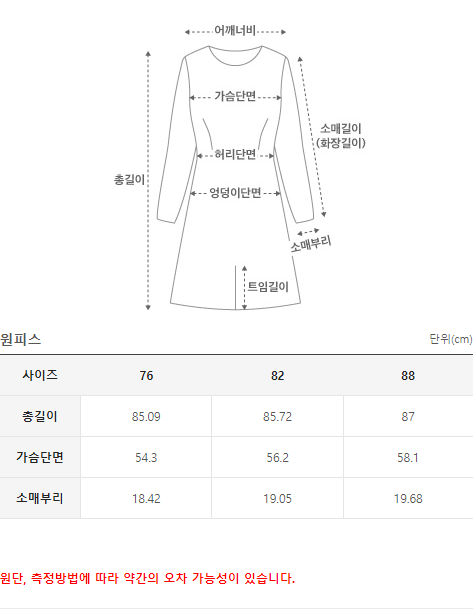 어깨너비
가슴단면
소매길이
(화장길이)
허리단면
총길이
엉덩이단면
소매부리
트임길이
원피스 단위(cm)
사이즈 76 82 88
총길이 85.09 85.72 87
가슴단면 54.3 56.2 58.1
소매부리 18.42 19.05 19.68
원단, 측정방법에 따라 약간의 오차 가능성이 있습니다.